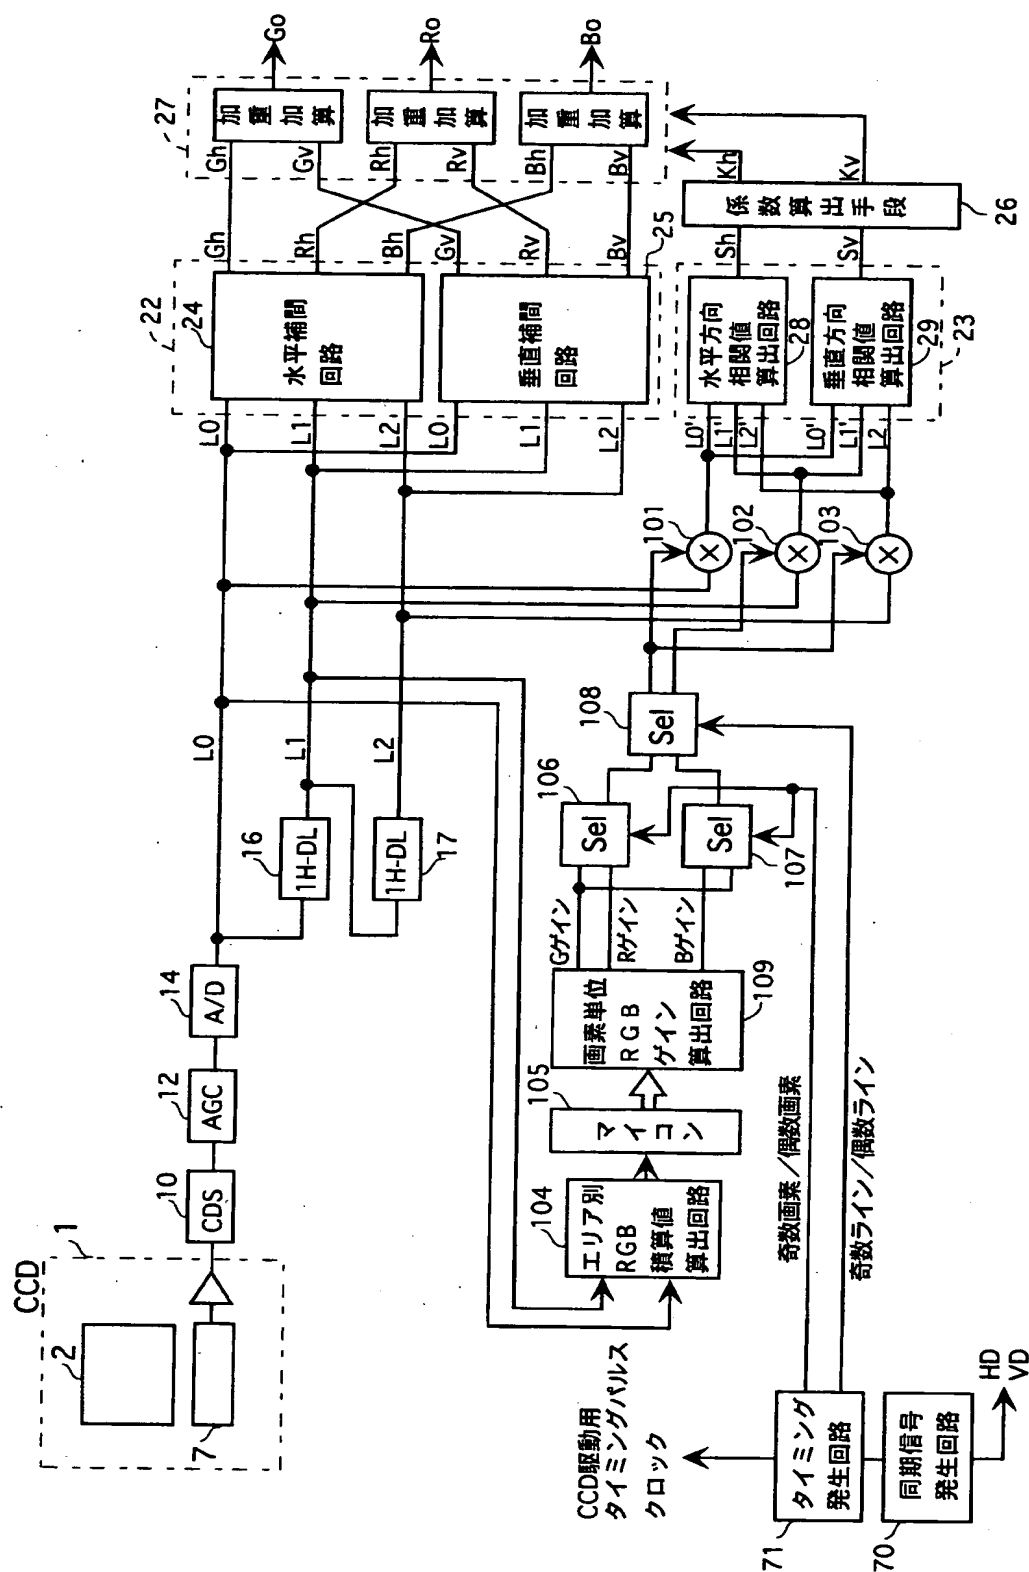 CCD
1
2
7
10
CDS
12
AGC
14
A/D
16
1H-DL
17
1H-DL
L0
L1
L2
22
24
水平補間
回路
L0
L1
L2
Gh
Rh
Bh
25
垂直補間
回路
L0
L1
L2
Gv
Rv
Bv
27
Gh
Gv
加重加算
Go
Rh
Rv
加重加算
Ro
Bh
Bv
加重加算
Bo
Kh
Kv
係数算出手段
26
Sh
Sv
水平方向
相関値
算出回路
28
垂直方向
相関値
算出回路
29
23
L0'
L1'
L2'
L0'
L1'
L2
101
102
103
108
Sel
106
Sel
107
Sel
Gゲイン
Rゲイン
Bゲイン
画素単位
RGB
ゲイン
算出回路
109
105
マイコン
104
エリア別
RGB
積算値
算出回路
奇数画素/偶数画素
奇数ライン/偶数ライン
CCD駆動用
タイミングパルス
クロック
タイミング
発生回路
71
同期信号
発生回路
70
HD
VD